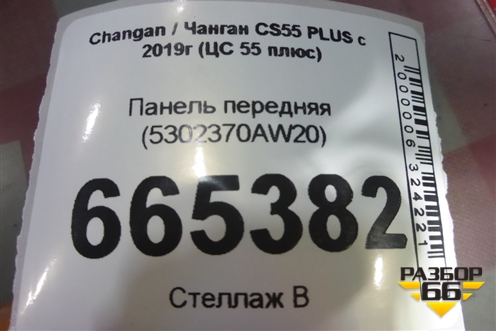 Changan / Чанган CS55 PLUS с
2019г (ЦС 55 плюс)
Панель передняя
(5302370AW20)
665382
Стеллаж В
2000006324221
РАЗБОР
66